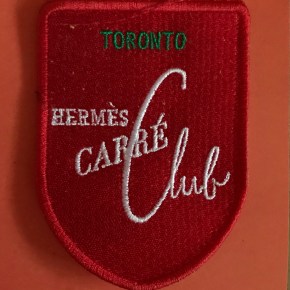 TORONTO
HERMÈS
CARRÉ
Club